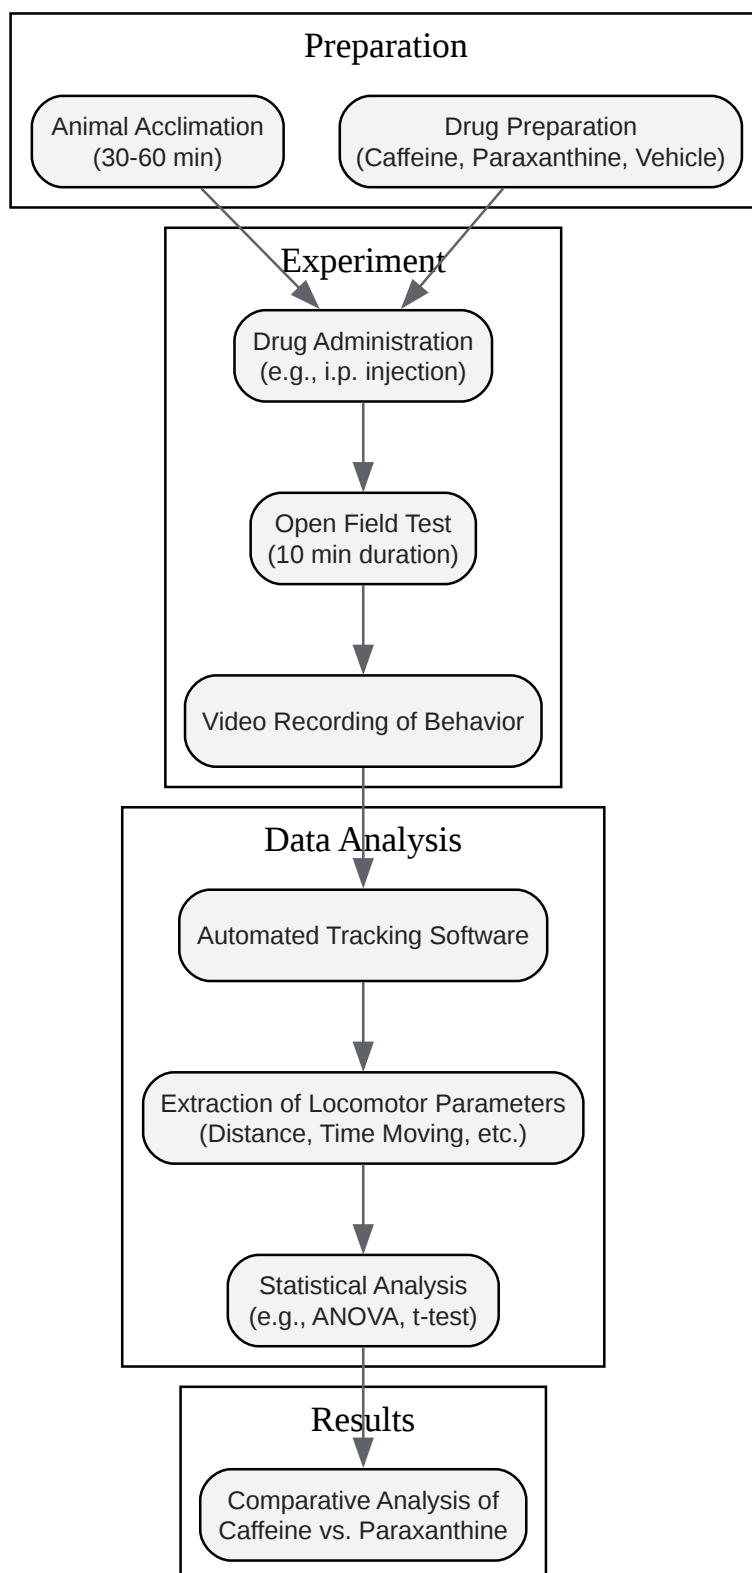 Preparation
Animal Acclimation
(30-60 min)
Drug Preparation
(Caffeine, Paraxanthine, Vehicle)
Experiment
Drug Administration
(e.g., i.p. injection)
Open Field Test
(10 min duration)
Video Recording of Behavior
Data Analysis
Automated Tracking Software
Extraction of Locomotor Parameters
(Distance, Time Moving, etc.)
Statistical Analysis
(e.g., ANOVA, t-test)
Results
Comparative Analysis of
Caffeine vs. Paraxanthine